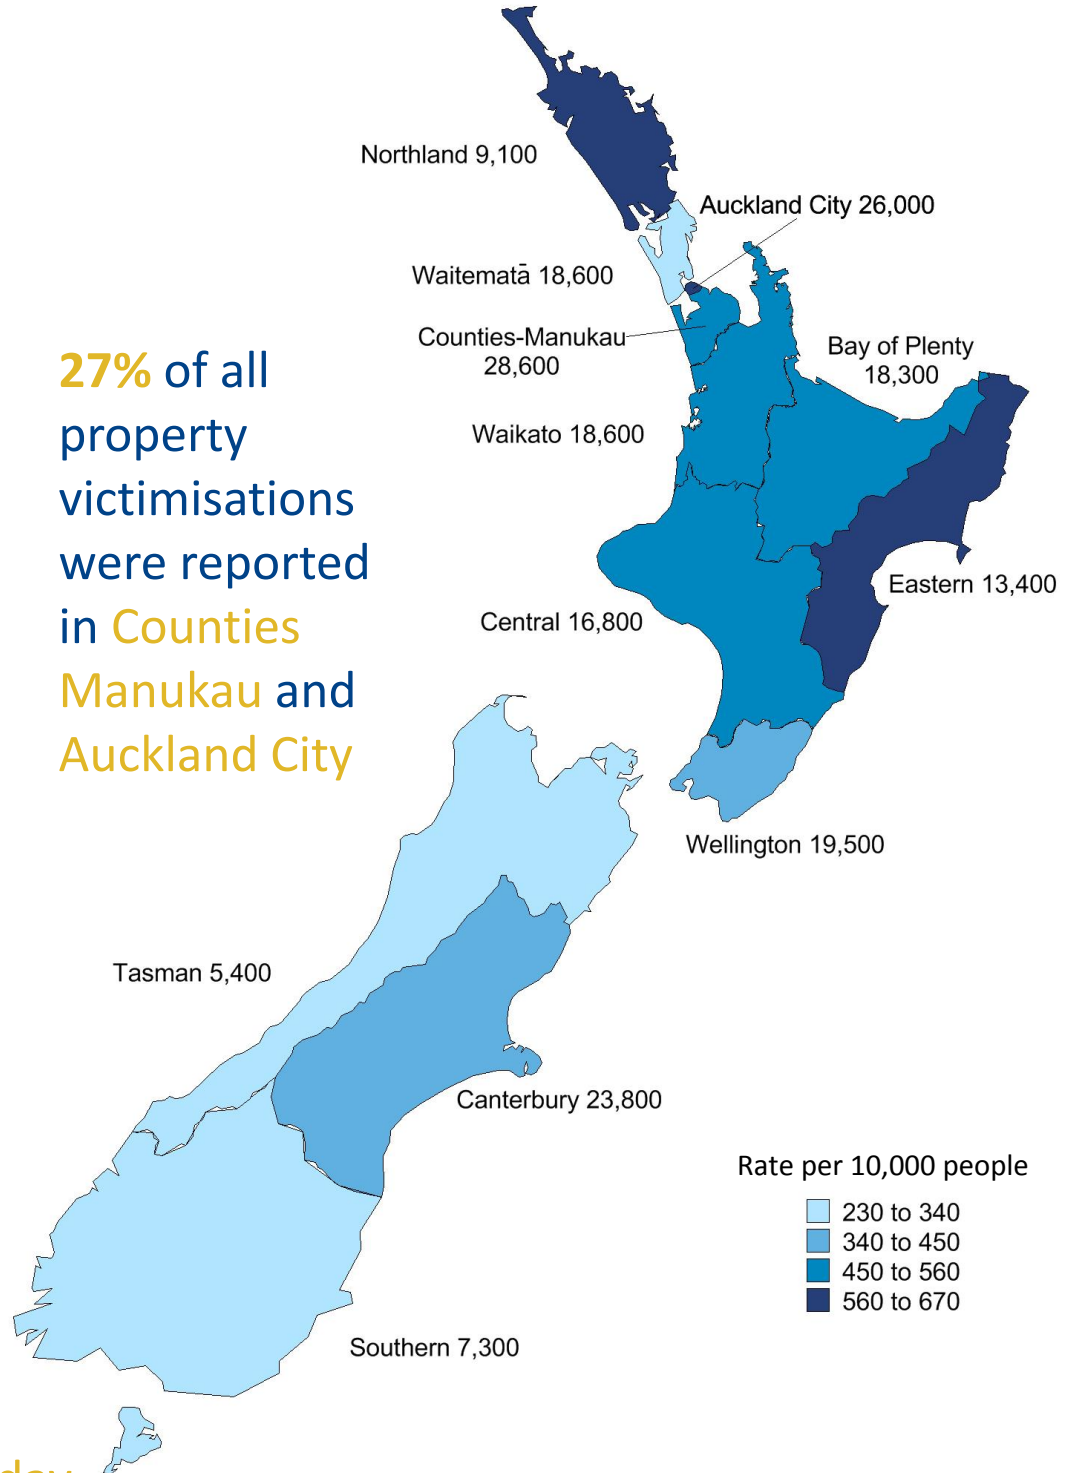 Northland 9,100
Auckland City 26,000
Waitematā 18,600
Counties-Manukau
28,600
Bay of Plenty
18,300
27% of all
property
victimisations
were reported
in Counties
Manukau and
Auckland City
Waikato 18,600
Eastern 13,400
Central 16,800
Wellington 19,500
Tasman 5,400
Canterbury 23,800
Rate per 10,000 people
230 to 340
340 to 450
450 to 560
560 to 670
Southern 7,300